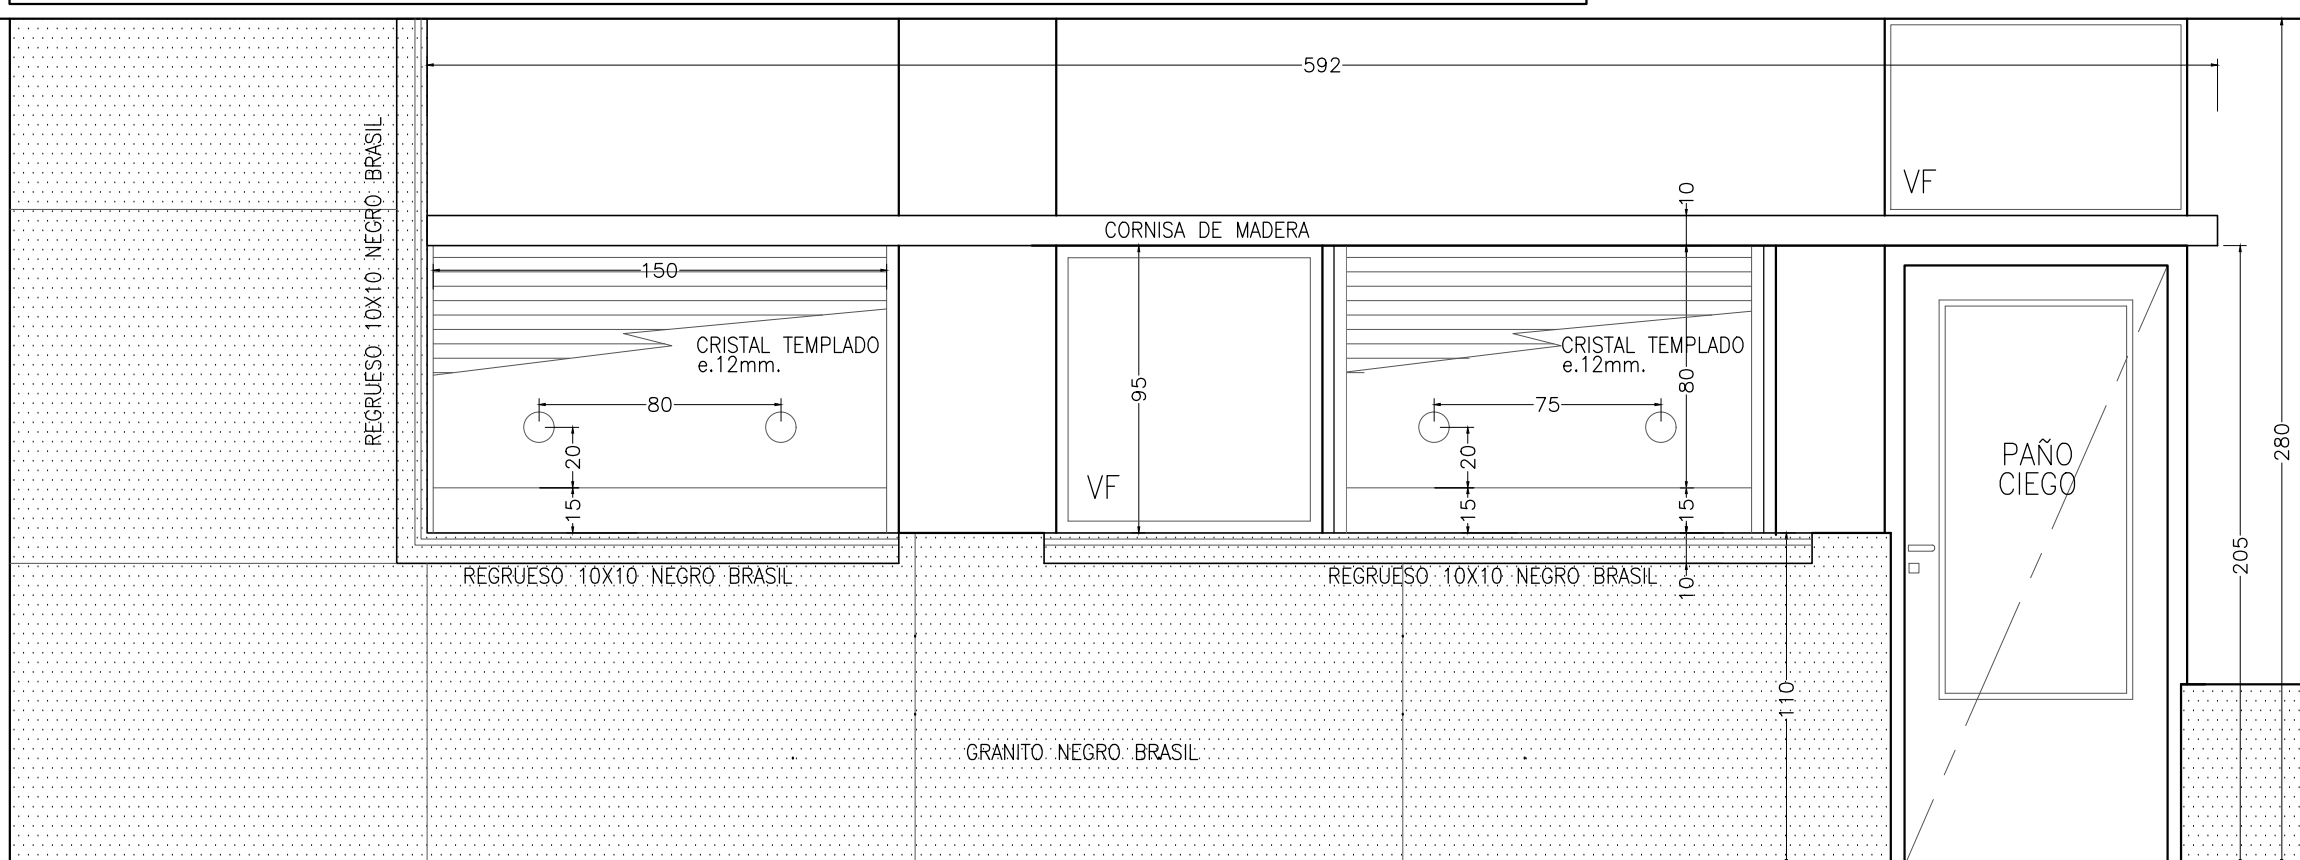 592
REGRUESO 10X10 NEGRO BRASIL
VF
10
CORNISA DE MADERA
150
CRISTAL TEMPLADO
e.12mm.
CRISTAL TEMPLADO
e.12mm.
80
95
75
80
20
20
15
VF
15
15
PAÑO
CIEGO
280
205
REGRUESO 10X10 NEGRO BRASIL
REGRUESO 10X10 NEGRO BRASIL
10
110
GRANITO NEGRO BRASIL